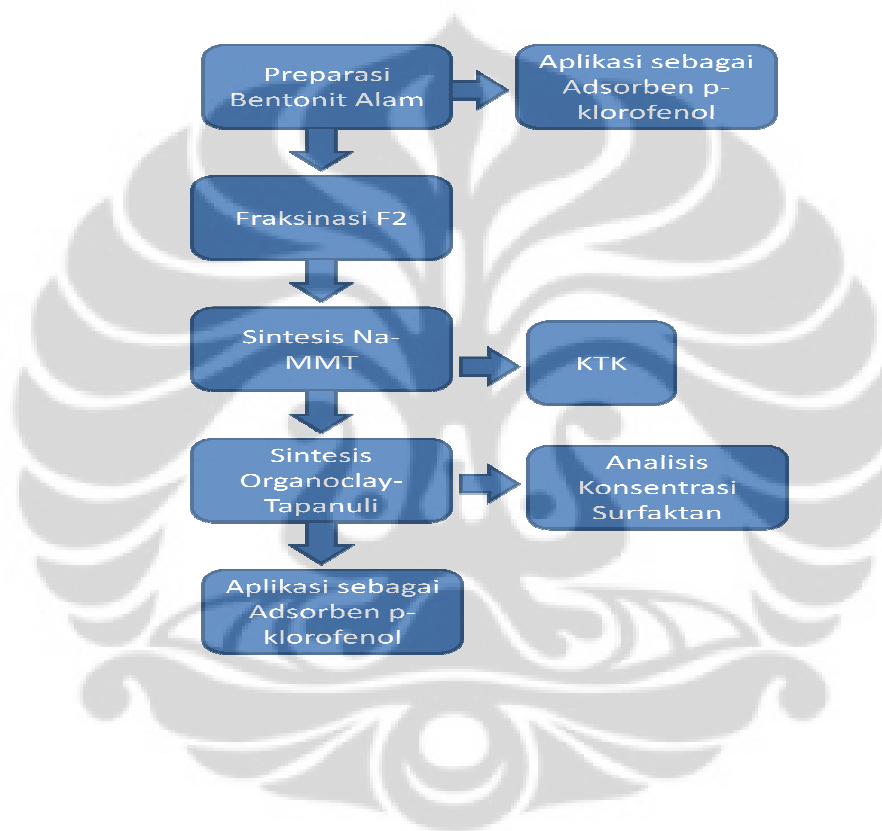 Preparasi
Bentonit Alam
Aplikasi sebagai
Adsorben p-
klorofenol
Fraksinasi F2
Sintesis Na-
MMT
KTK
Sintesis
Organoclay-
Tapanuli
Analisis
Konsentrasi
Surfaktan
Aplikasi sebagai
Adsorben p-
klorofenol